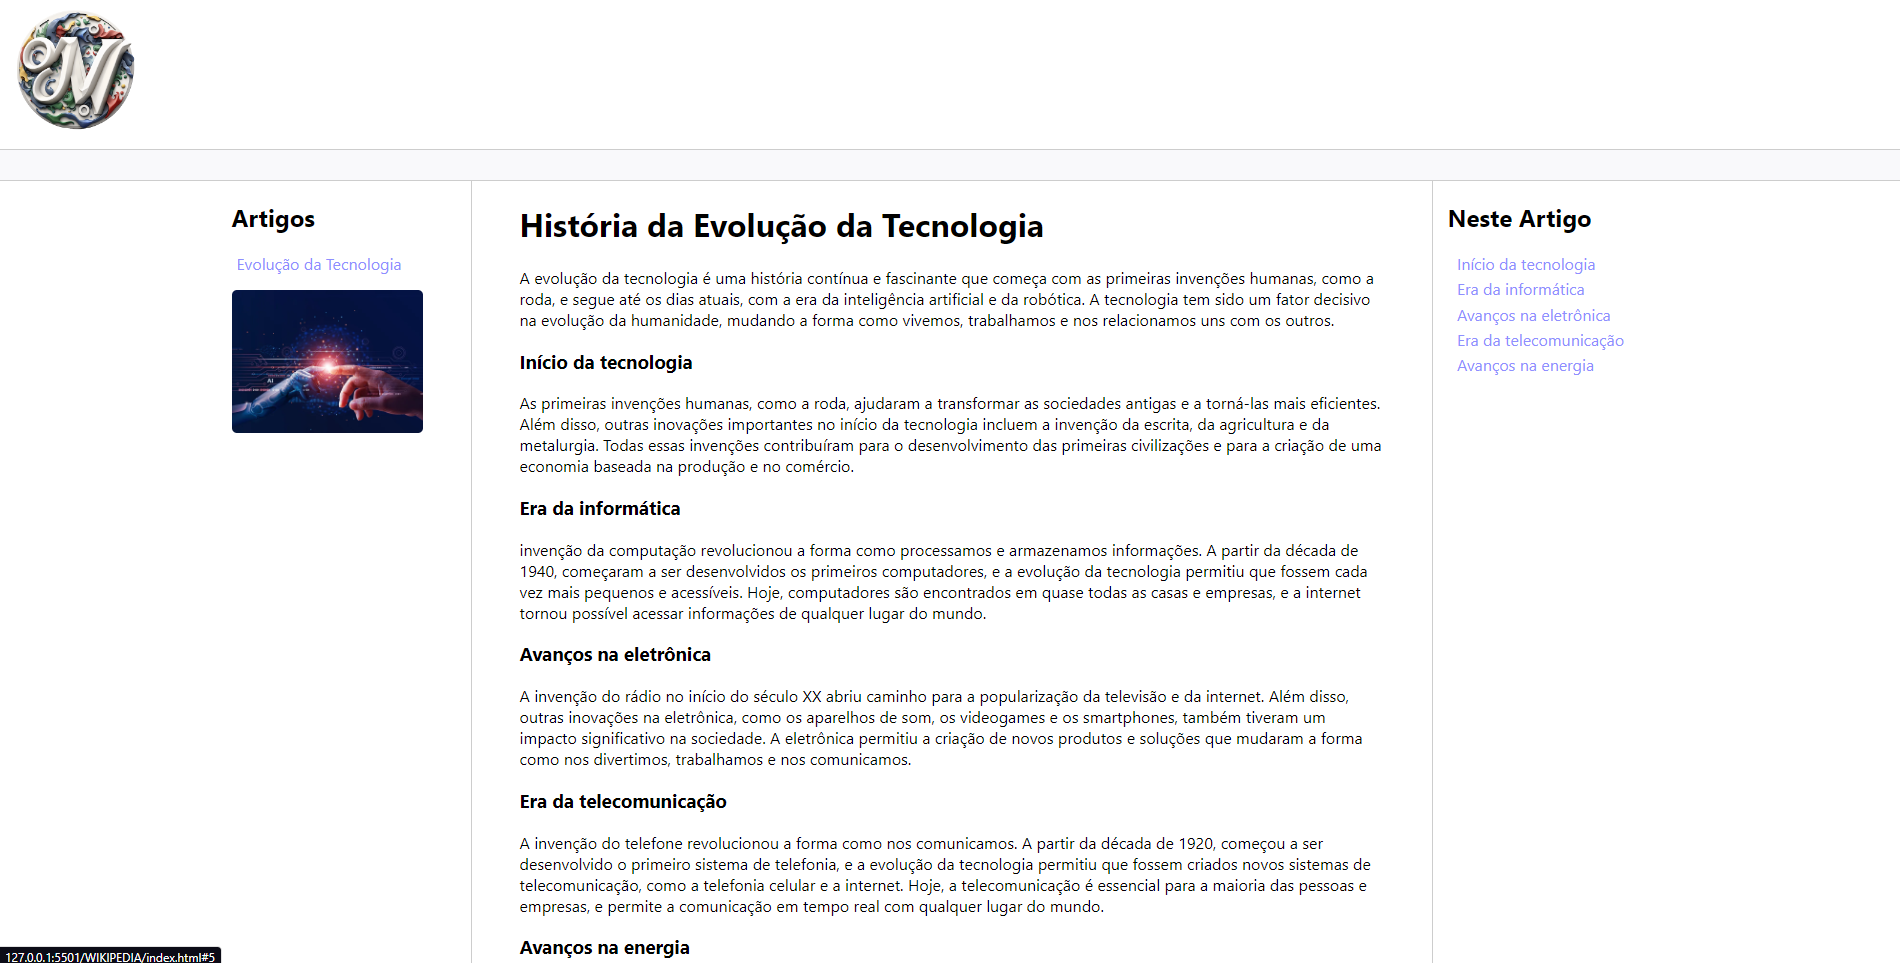 N
Artigos
Evolução da Tecnologia
AI
História da Evolução da Tecnologia
A evolução da tecnologia é uma história contínua e fascinante que começa com as primeiras invenções humanas, como a
roda, e segue até os dias atuais, com a era da inteligência artificial e da robótica. A tecnologia tem sido um fator decisivo
na evolução da humanidade, mudando a forma como vivemos, trabalhamos e nos relacionamos uns com os outros.
Início da tecnologia
As primeiras invenções humanas, como a roda, ajudaram a transformar as sociedades antigas e a torná-las mais eficientes.
Além disso, outras inovações importantes no início da tecnologia incluem a invenção da escrita, da agricultura e da
metalurgia. Todas essas invenções contribuíram para o desenvolvimento das primeiras civilizações e para a criação de uma
economia baseada na produção e no comércio.
Era da informática
invenção da computação revolucionou a forma como processamos e armazenamos informações. A partir da década de
1940, começaram a ser desenvolvidos os primeiros computadores, e a evolução da tecnologia permitiu que fossem cada
vez mais pequenos e acessíveis. Hoje, computadores são encontrados em quase todas as casas e empresas, e a internet
tornou possível acessar informações de qualquer lugar do mundo.
Avanços na eletrônica
A invenção do rádio no início do século XX abriu caminho para a popularização da televisão e da internet. Além disso,
outras inovações na eletrônica, como os aparelhos de som, os videogames e os smartphones, também tiveram um
impacto significativo na sociedade. A eletrônica permitiu a criação de novos produtos e soluções que mudaram a forma
como nos divertimos, trabalhamos e nos comunicamos.
Era da telecomunicação
A invenção do telefone revolucionou a forma como nos comunicamos. A partir da década de 1920, começou a ser
desenvolvido o primeiro sistema de telefonia, e a evolução da tecnologia permitiu que fossem criados novos sistemas de
telecomunicação, como a telefonia celular e a internet. Hoje, a telecomunicação é essencial para a maioria das pessoas e
empresas, e permite a comunicação em tempo real com qualquer lugar do mundo.
Avanços na energia
Neste Artigo
Início da tecnologia
Era da informática
Avanços na eletrônica
Era da telecomunicação
Avanços na energia
127.0.0.1:5501/WIKIPEDIA/index.html#5